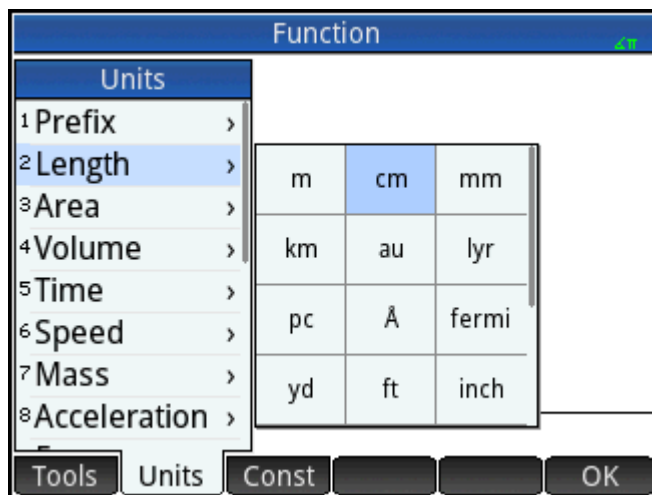 Function
∡π
Units
1 Prefix ›
2 Length ›
3 Area ›
4 Volume ›
5 Time ›
6 Speed ›
7 Mass ›
8 Acceleration ›
m cm mm
km au lyr
pc Å fermi
yd ft inch
Tools Units Const OK